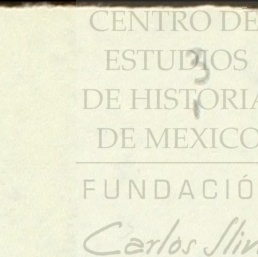 CENTRO DE
ESTUDIOS
DE HISTORIA
DE MEXICO
FUNDACIÓ
Carlos Slim